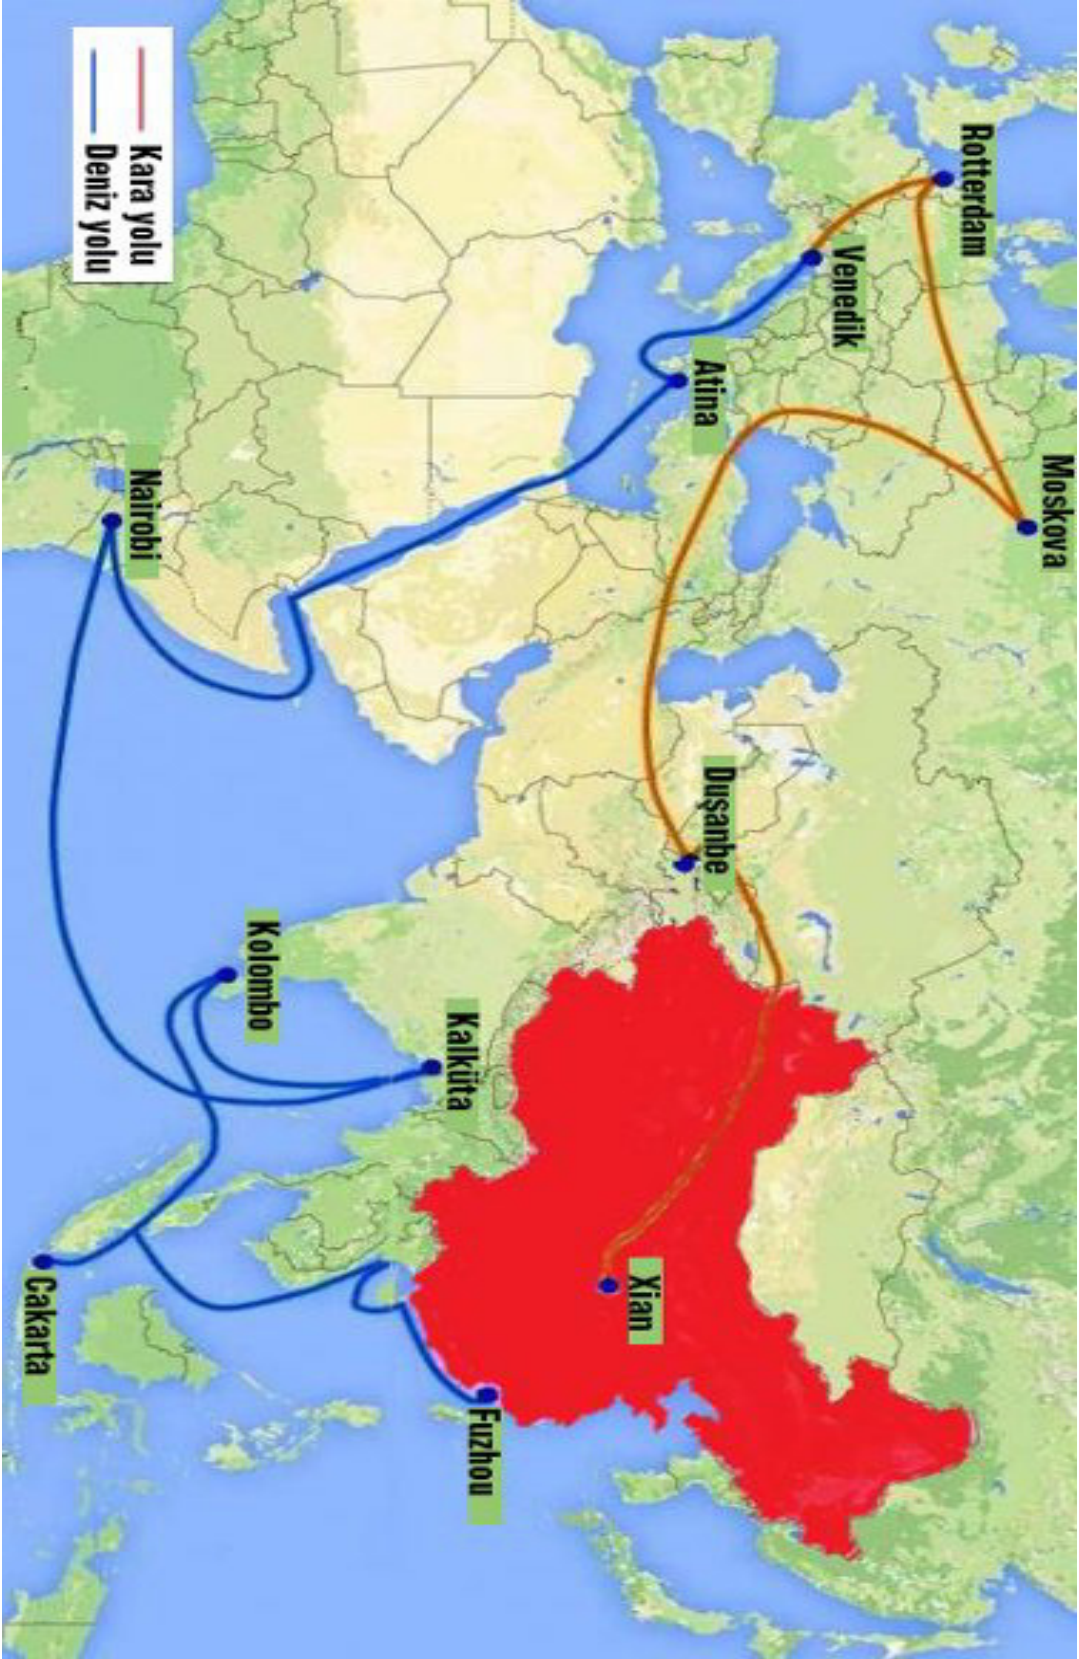 Rotterdam
Moskova
Venedik
Atina
Duşanbe
Xian
Kalküta
Fuzhou
Kolombo
Nairobi
Cakarta
Kara yolu
Deniz yolu